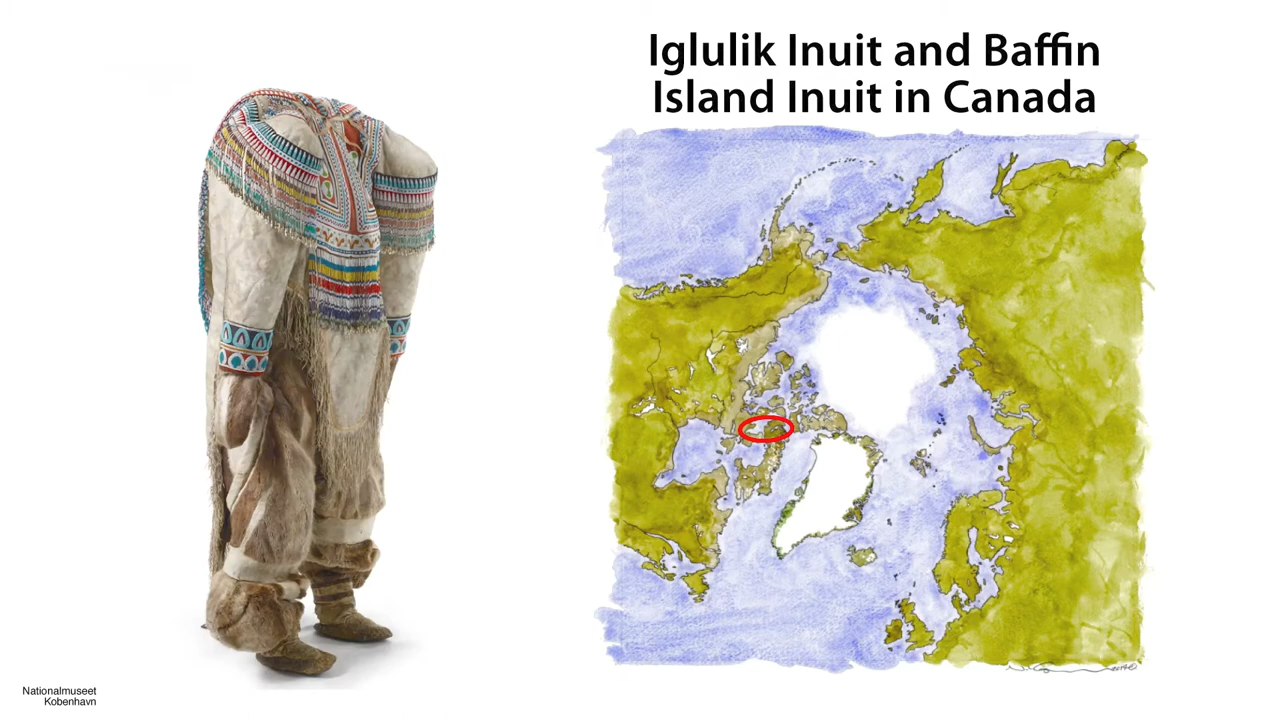 Iglulik Inuit and Baffin
Island Inuit in Canada
Nationalmuseet
Kobenhavn